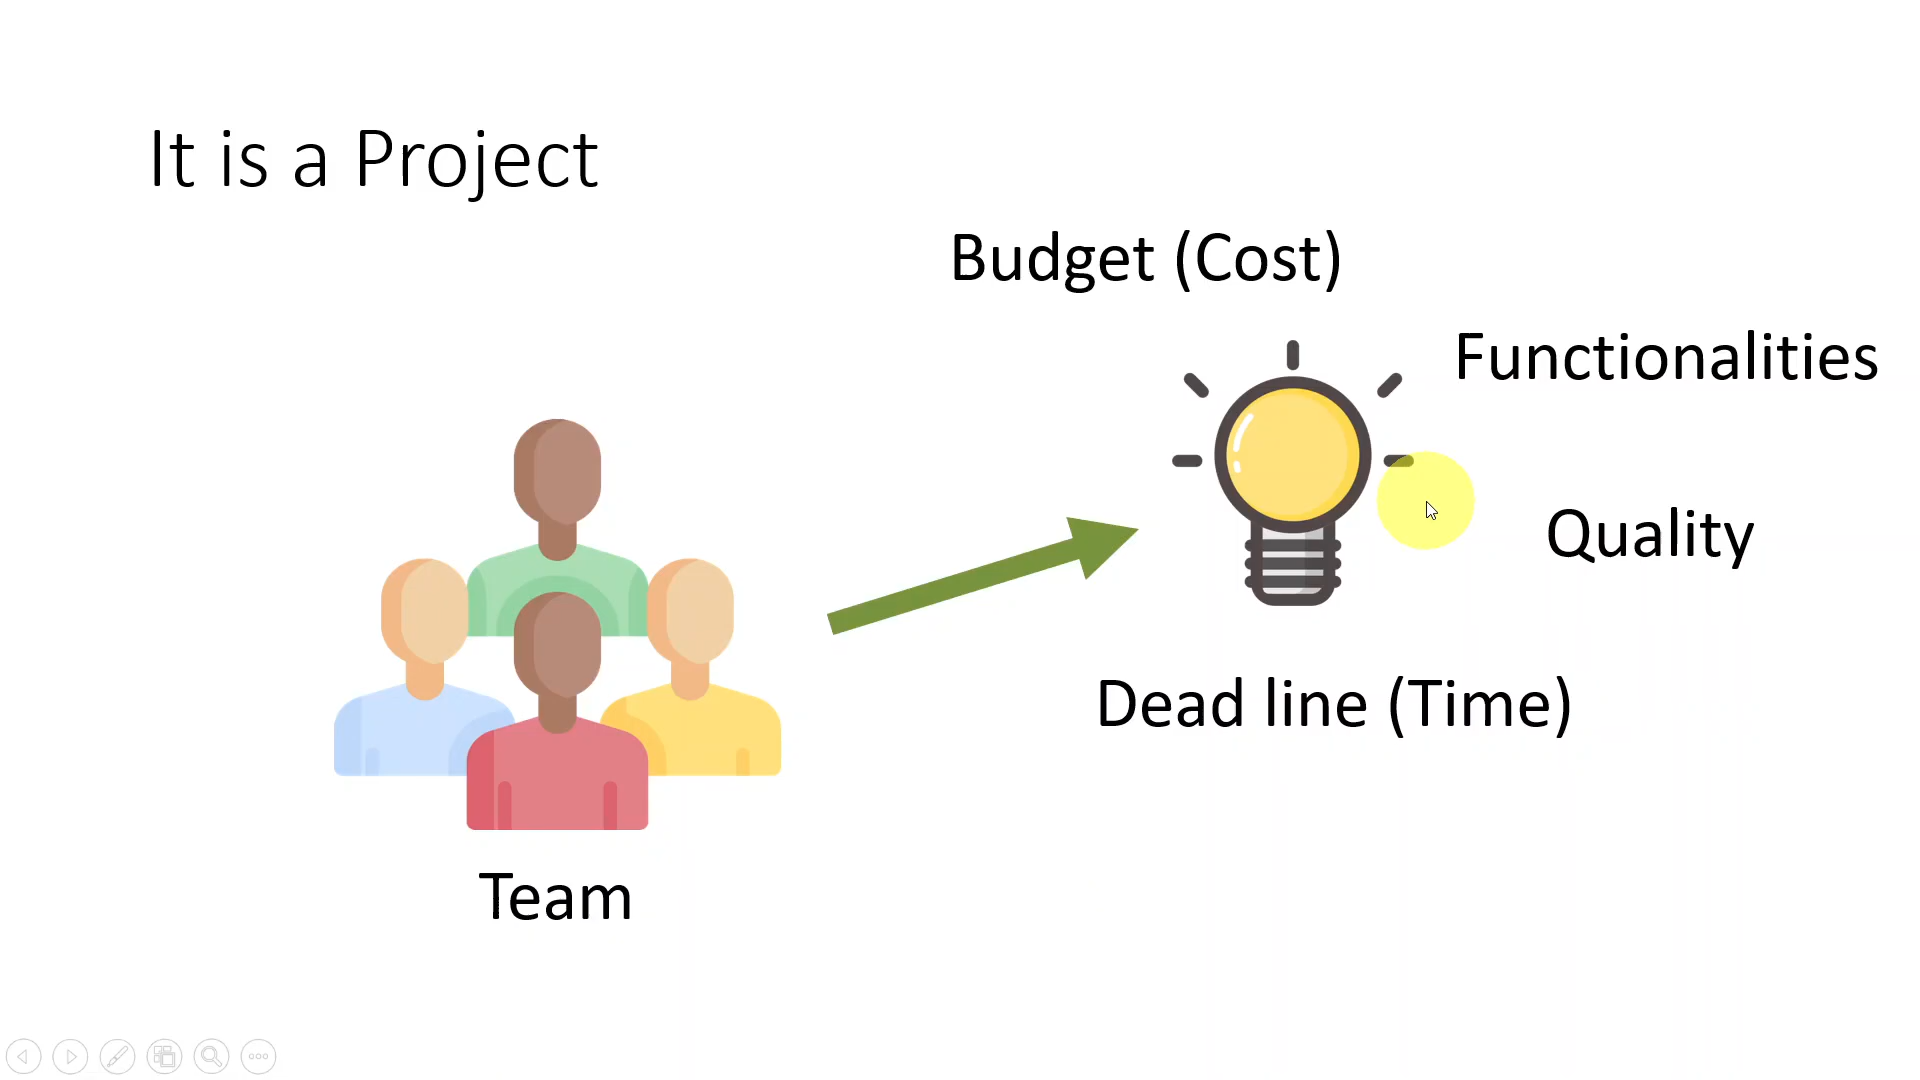 It is a Project
Budget (Cost)
Functionalities
Quality
Dead line (Time)
Team